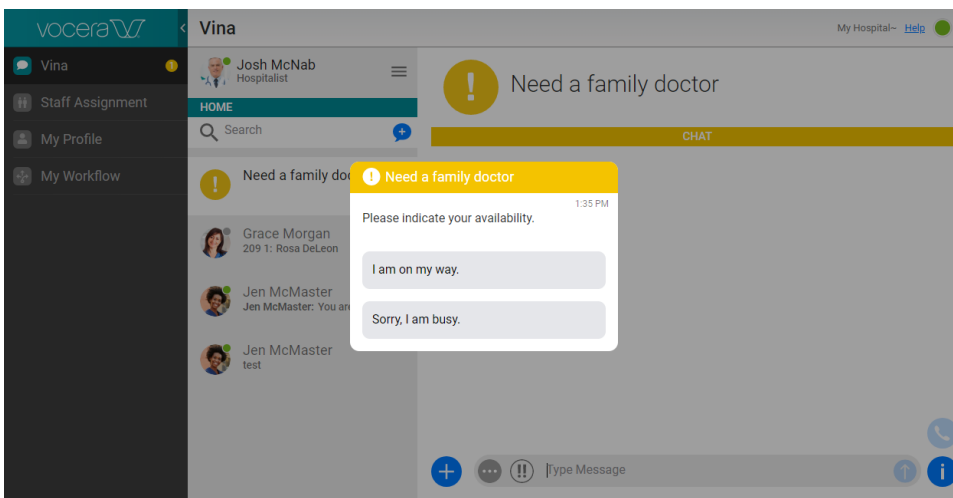 vocera
Vina
My Hospital– Help
Vina
1
Staff Assignment
My Profile
My Workflow
Josh McNab
Hospitalist
HOME
Search
Need a family doc
Grace Morgan
209 1: Rosa DeLeon
Jen McMaster
Jen McMaster: You are
Jen McMaster
test
Need a family doctor
CHAT
Need a family doctor
1:35 PM
Please indicate your availability.
I am on my way.
Sorry, I am busy.
Type Message